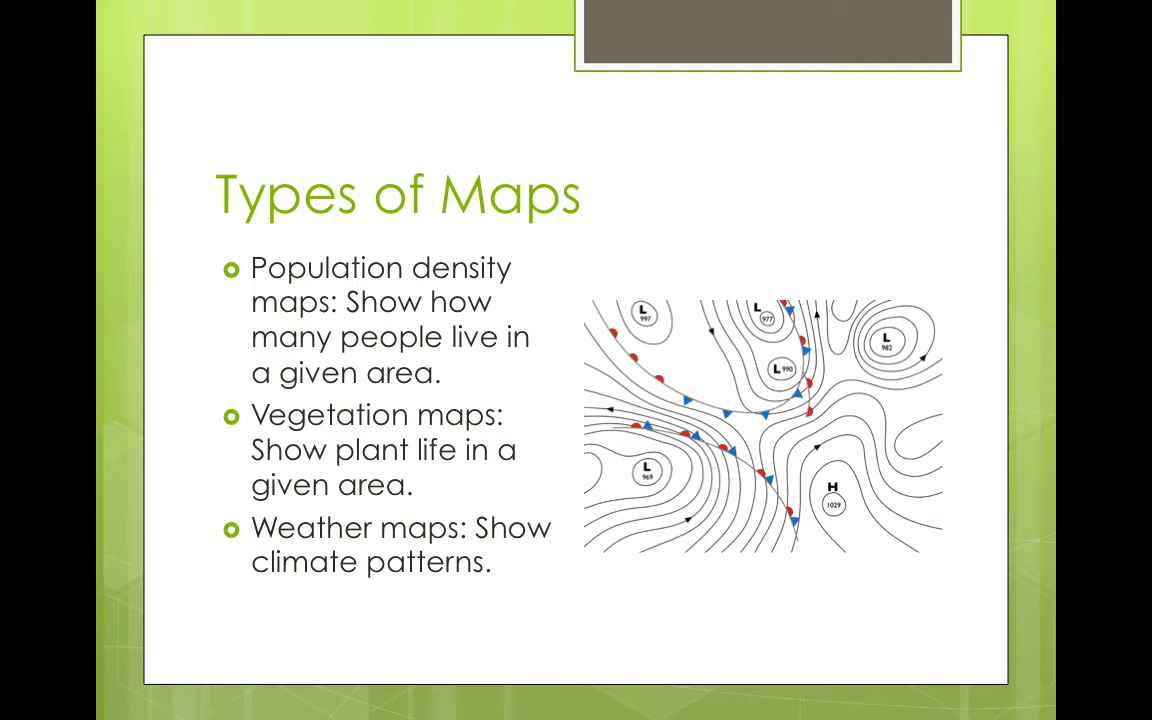 Types of Maps
Population density
maps: Show how
many people live in
a given area.
Vegetation maps:
Show plant life in a
given area.
Weather maps: Show
climate patterns.
L
997
L
977
L
982
L 990
L
969
H
1029